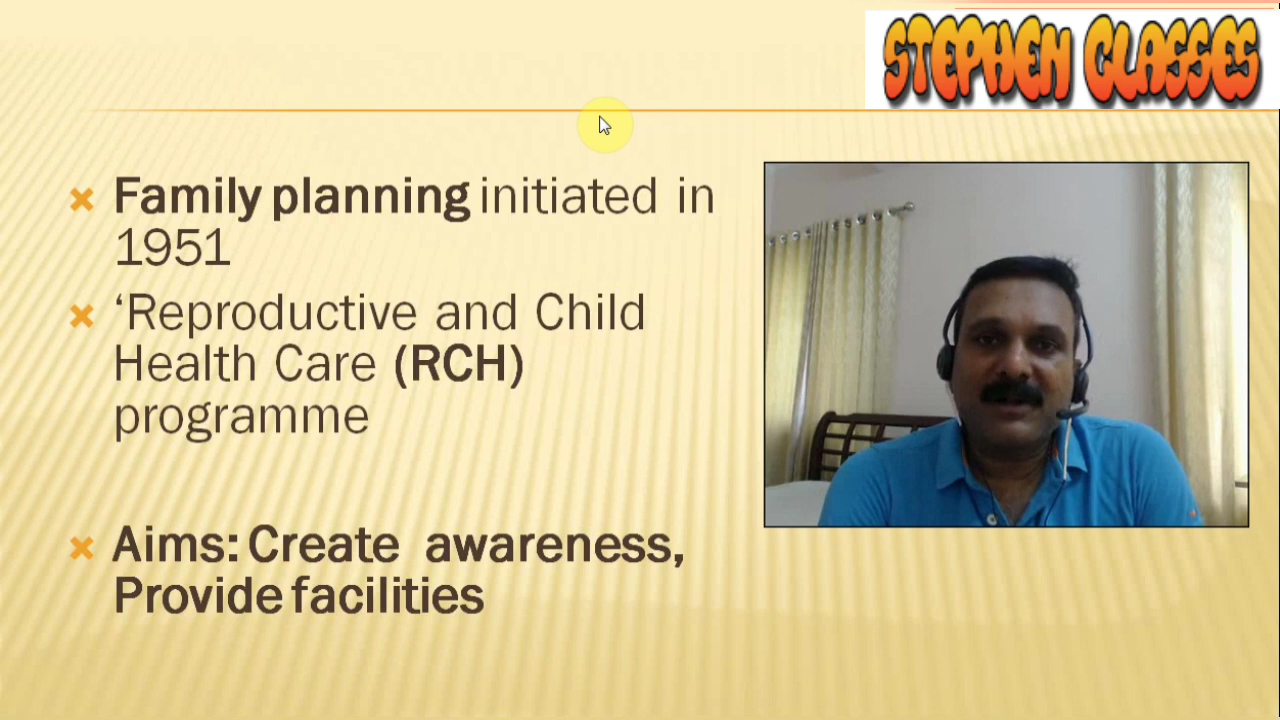 STEPHEN CLASSES
Family planning initiated in
1951
‘Reproductive and Child
Health Care (RCH)
programme
Aims: Create awareness,
Provide facilities